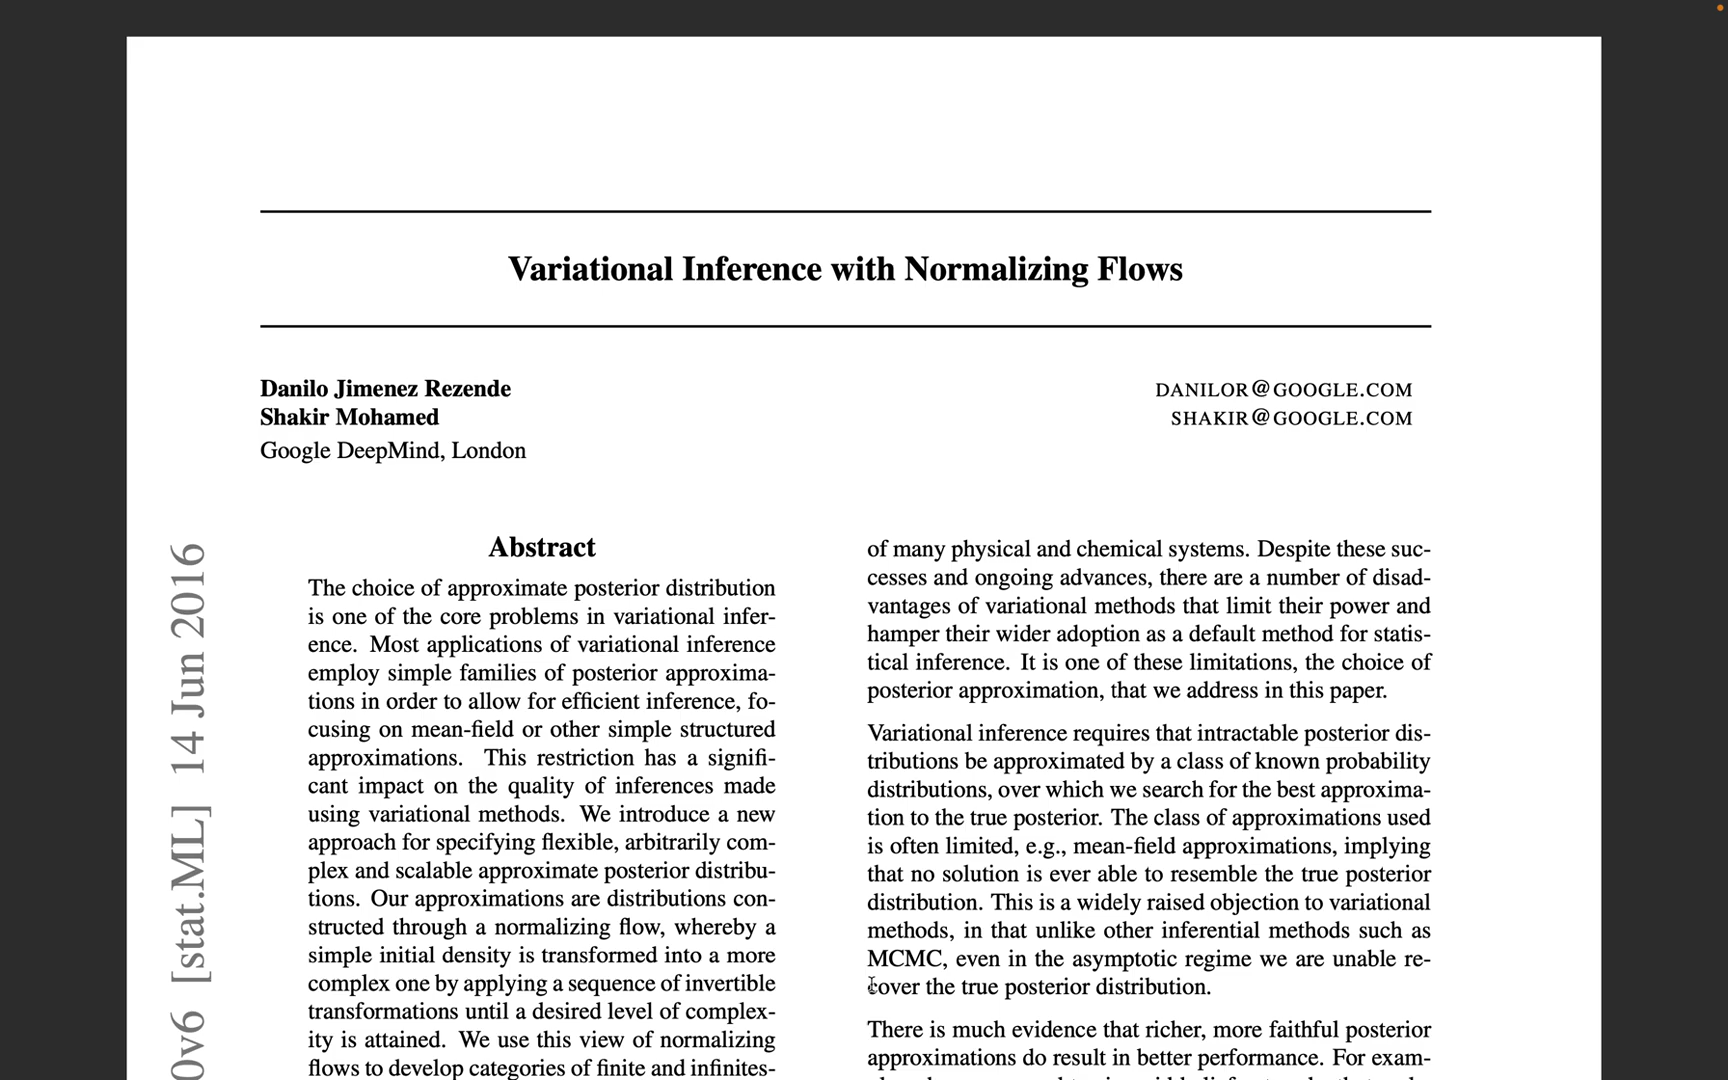 Variational Inference with Normalizing Flows
Danilo Jimenez Rezende
Shakir Mohamed
Google DeepMind, London
DANILOR@GOOGLE.COM
SHAKIR@GOOGLE.COM
0v6 [stat.ML] 14 Jun 2016
Abstract
The choice of approximate posterior distribution
is one of the core problems in variational infer-
ence. Most applications of variational inference
employ simple families of posterior approxima-
tions in order to allow for efficient inference, fo-
cusing on mean-field or other simple structured
approximations. This restriction has a signifi-
cant impact on the quality of inferences made
using variational methods. We introduce a new
approach for specifying flexible, arbitrarily com-
plex and scalable approximate posterior distribu-
tions. Our approximations are distributions con-
structed through a normalizing flow, whereby a
simple initial density is transformed into a more
complex one by applying a sequence of invertible
transformations until a desired level of complex-
ity is attained. We use this view of normalizing
flows to develop categories of finite and infinites-
of many physical and chemical systems. Despite these suc-
cesses and ongoing advances, there are a number of disad-
vantages of variational methods that limit their power and
hamper their wider adoption as a default method for statis-
tical inference. It is one of these limitations, the choice of
posterior approximation, that we address in this paper.
Variational inference requires that intractable posterior dis-
tributions be approximated by a class of known probability
distributions, over which we search for the best approxima-
tion to the true posterior. The class of approximations used
is often limited, e.g., mean-field approximations, implying
that no solution is ever able to resemble the true posterior
distribution. This is a widely raised objection to variational
methods, in that unlike other inferential methods such as
MCMC, even in the asymptotic regime we are unable re-
cover the true posterior distribution.
There is much evidence that richer, more faithful posterior
approximations do result in better performance. For exam-